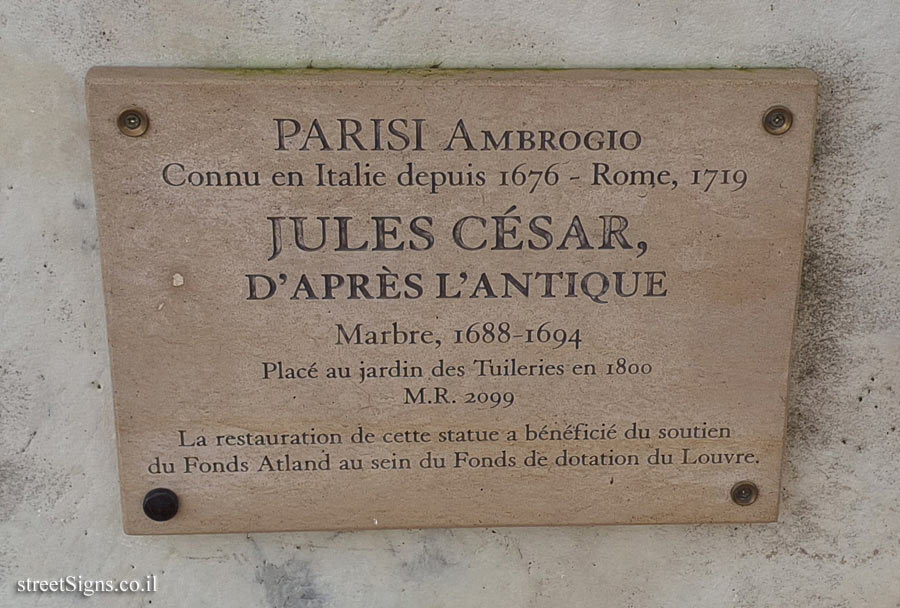 PARISI AMBROGIO
Connu en Italie depuis 1676 - Rome, 1719
JULES CÉSAR,
D'APRÈS L'ANTIQUE
Marbre, 1688-1694
Placé au jardin des Tuileries en 1800
M.R. 2099
La restauration de cette statue a bénéficié du soutien
du Fonds Atland au sein du Fonds de dotation du Louvre.
streetSigns.co.il